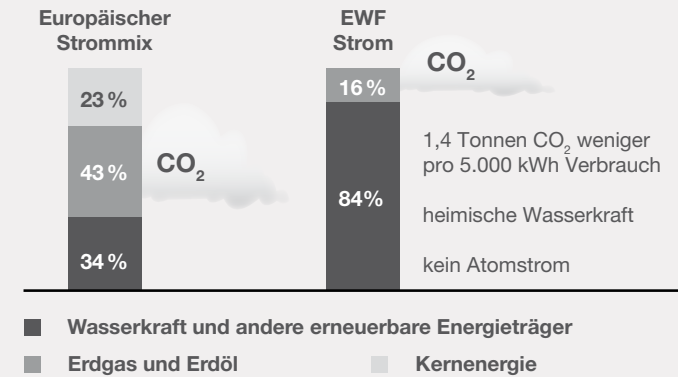 Europäischer
Strommix
23 %
43 %
34 %
CO₂
EWF
Strom
16 %
84%
CO₂
1,4 Tonnen CO₂ weniger
pro 5.000 kWh Verbrauch
heimische Wasserkraft
kein Atomstrom
Wasserkraft und andere erneuerbare Energieträger
Erdgas und Erdöl
Kernenergie